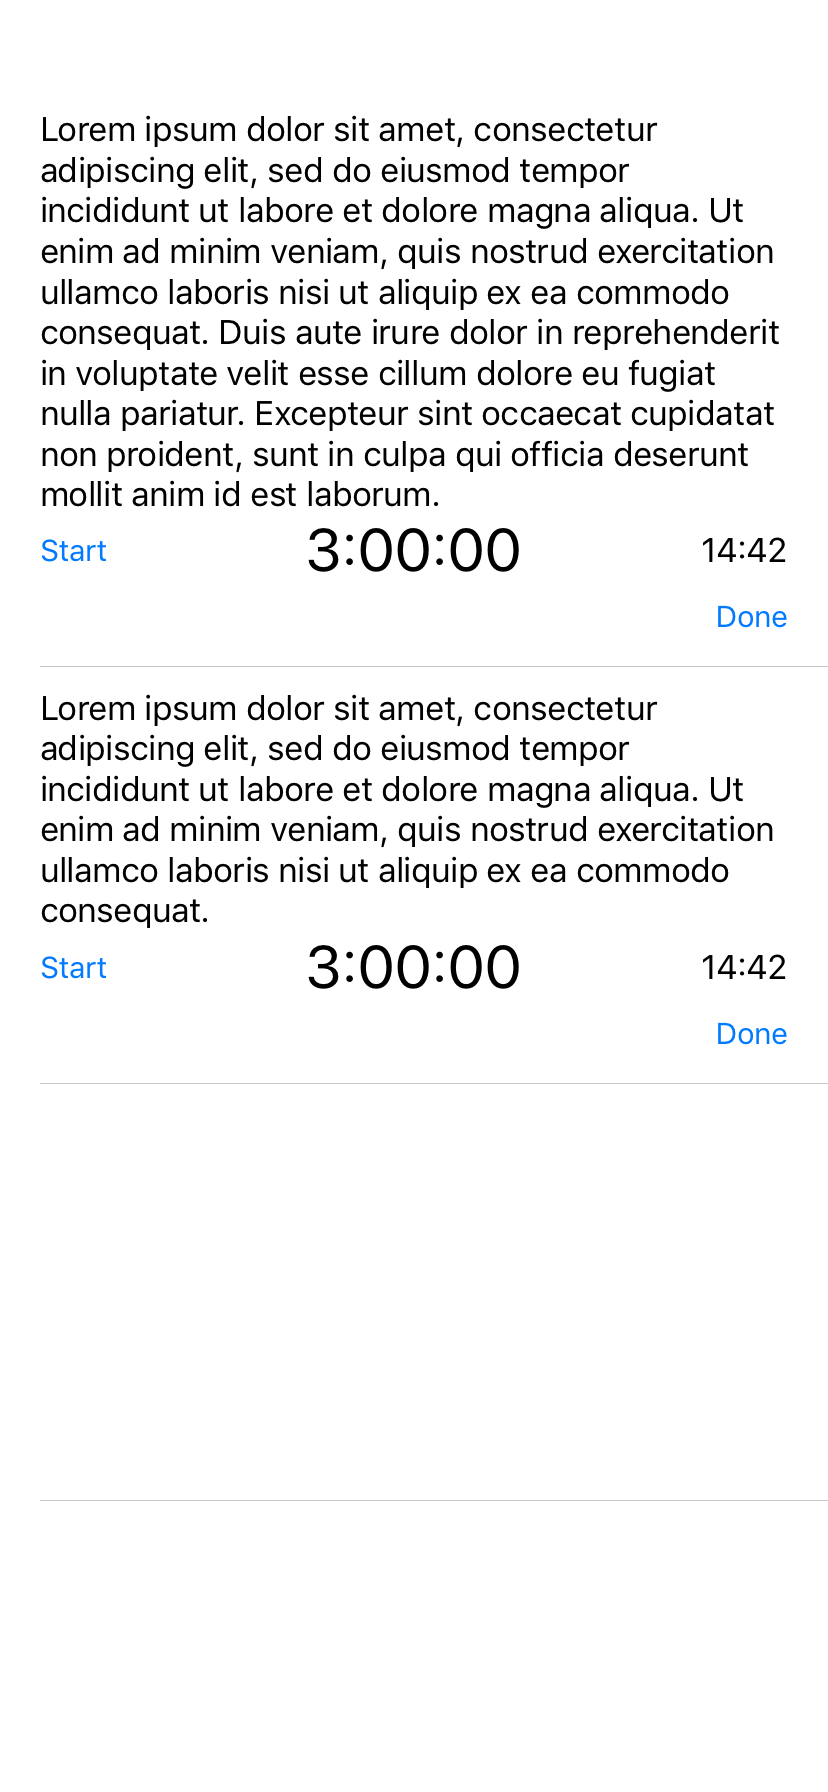 Lorem ipsum dolor sit amet, consectetur
adipiscing elit, sed do eiusmod tempor
incididunt ut labore et dolore magna aliqua. Ut
enim ad minim veniam, quis nostrud exercitation
ullamco laboris nisi ut aliquip ex ea commodo
consequat. Duis aute irure dolor in reprehenderit
in voluptate velit esse cillum dolore eu fugiat
nulla pariatur. Excepteur sint occaecat cupidatat
non proident, sunt in culpa qui officia deserunt
mollit anim id est laborum.
Start 3:00:00 14:42
Done
Lorem ipsum dolor sit amet, consectetur
adipiscing elit, sed do eiusmod tempor
incididunt ut labore et dolore magna aliqua. Ut
enim ad minim veniam, quis nostrud exercitation
ullamco laboris nisi ut aliquip ex ea commodo
consequat.
Start 3:00:00 14:42
Done